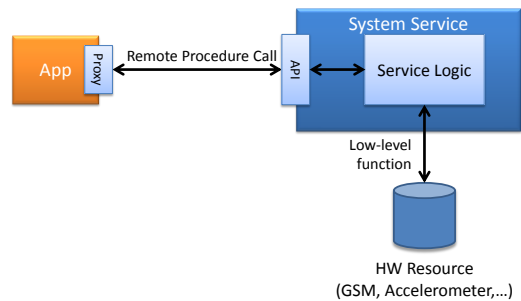 System Service
App
Proxy
Remote Procedure Call
API
Service Logic
Low-level
function
HW Resource
(GSM, Accelerometer,...)